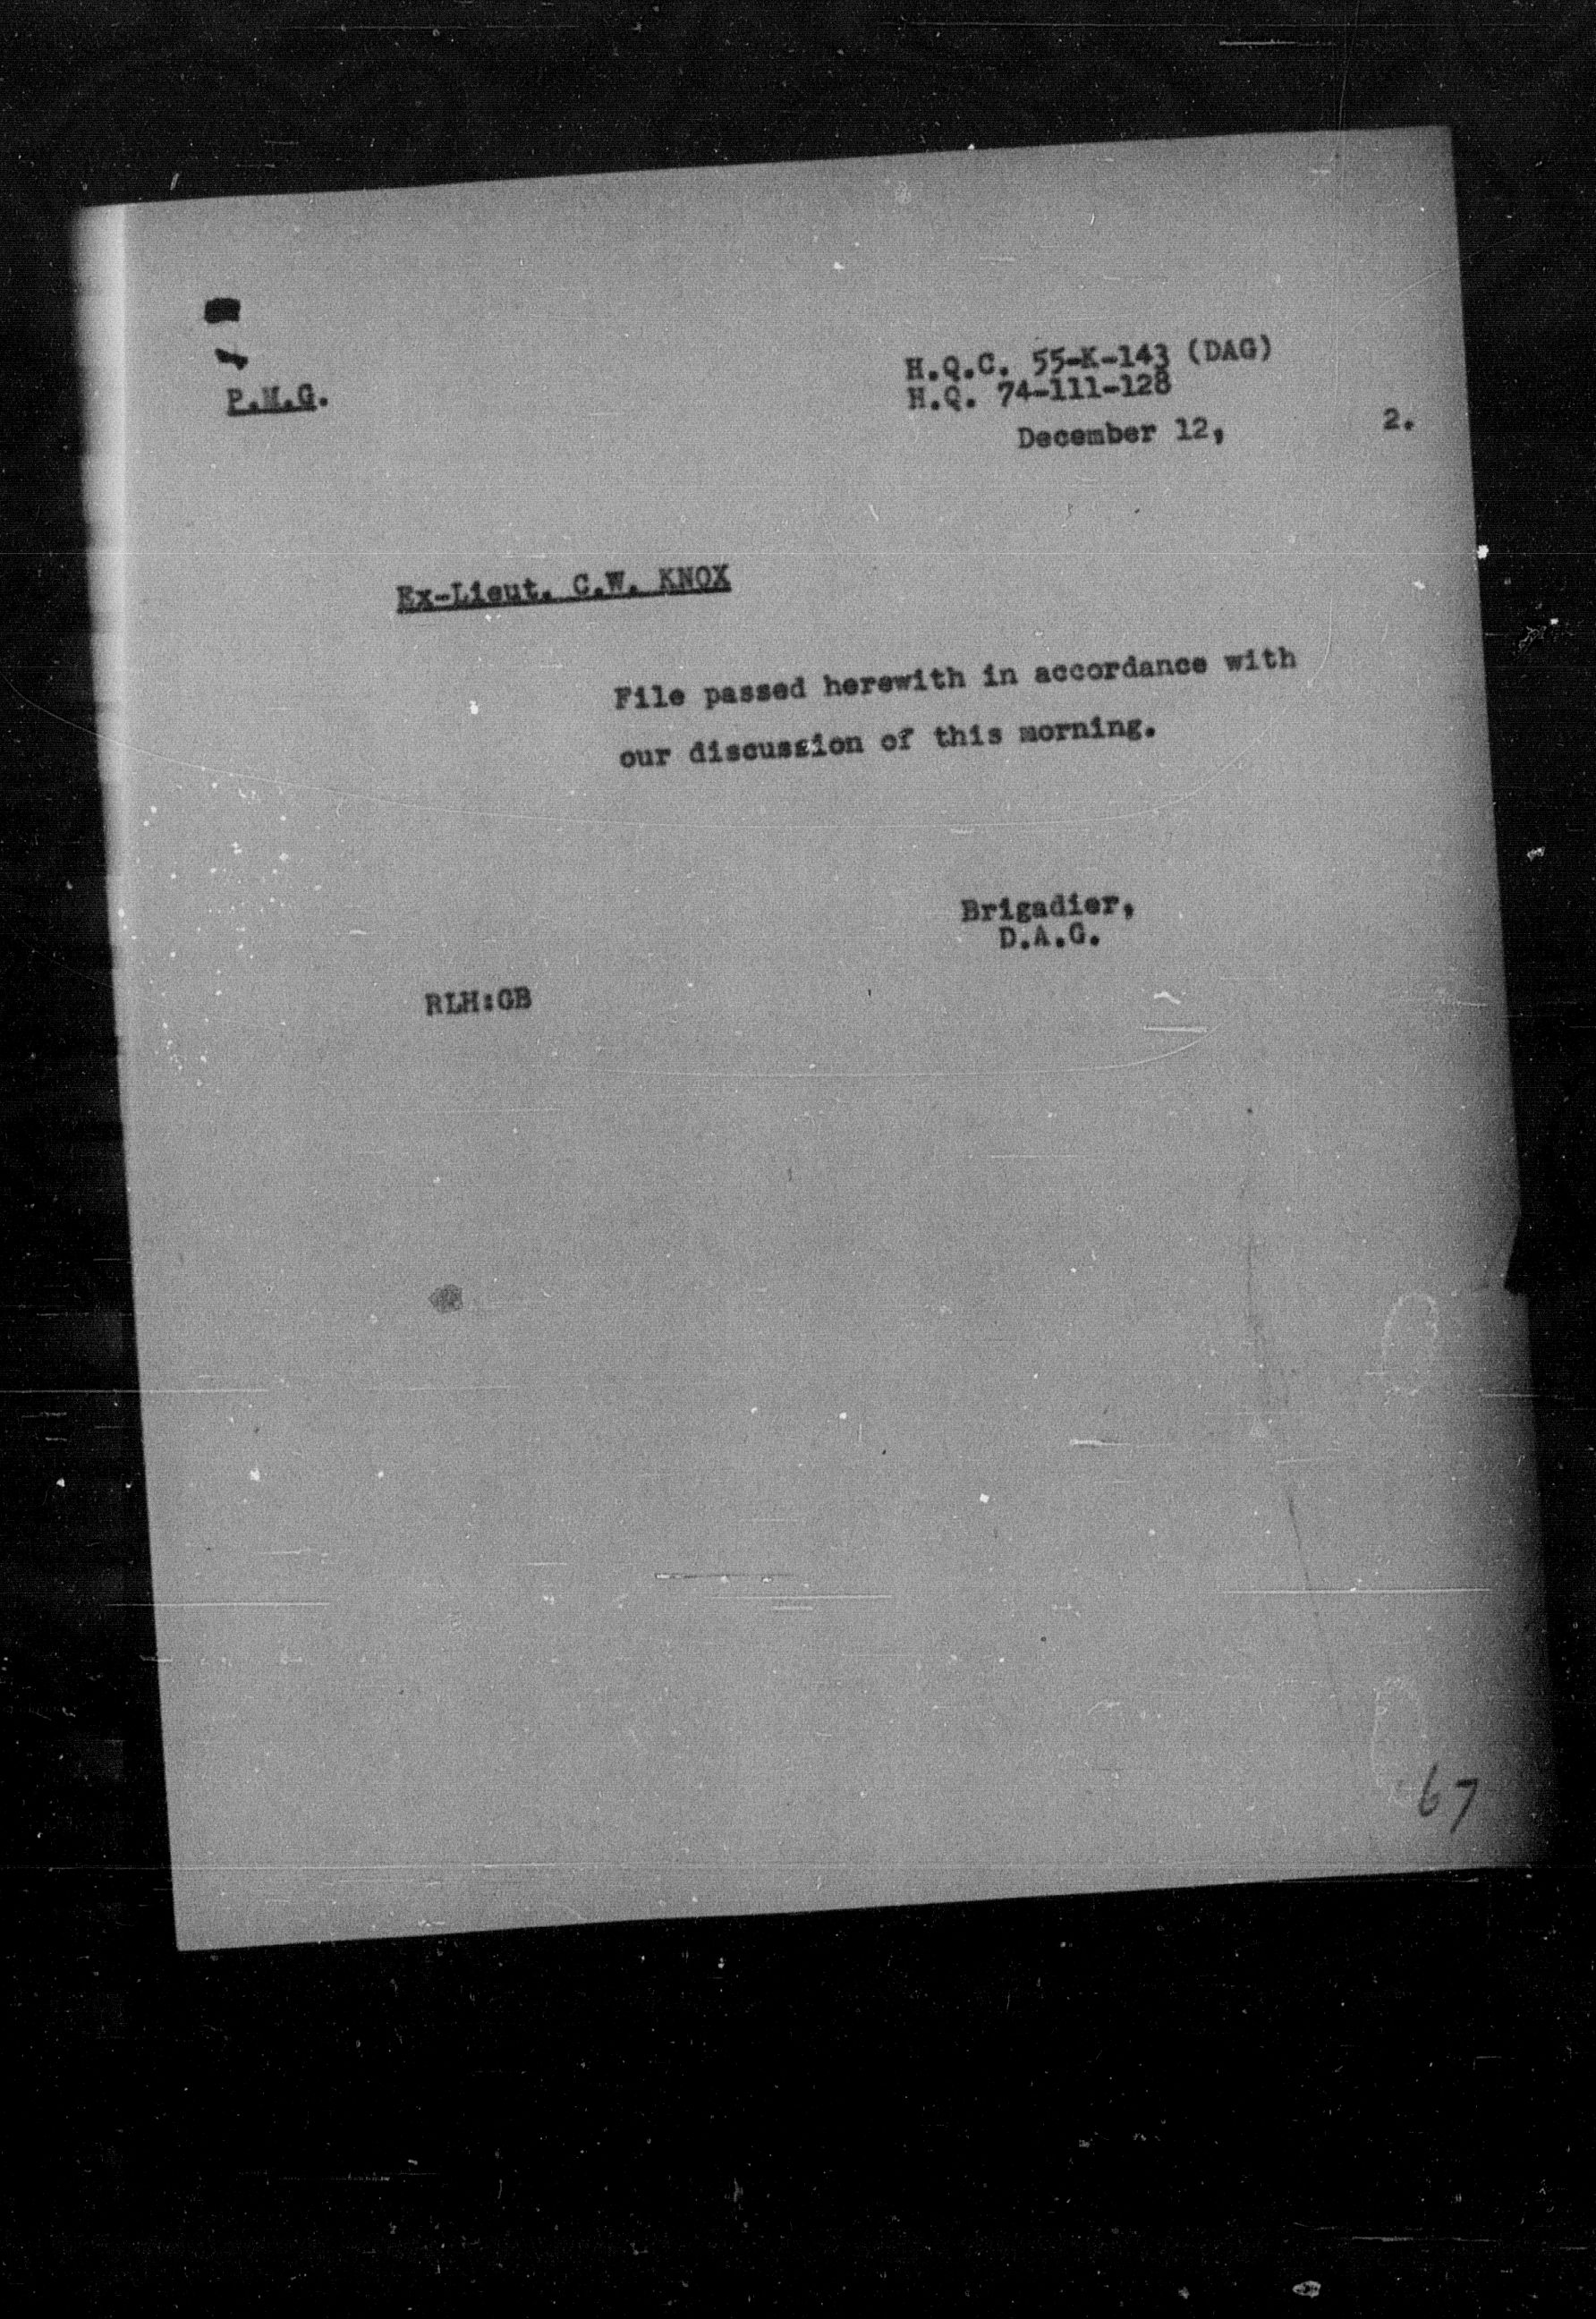 P.M.G.
H.Q.C. 55-K-143 (DAG)
H.Q. 74-111-128
December 12, 2.
Ex-Lieut. C.W. KNOX
File passed herewith in accordance with
our discussion of this morning.
Brigadier,
D.A.G.
RLH:GB
67